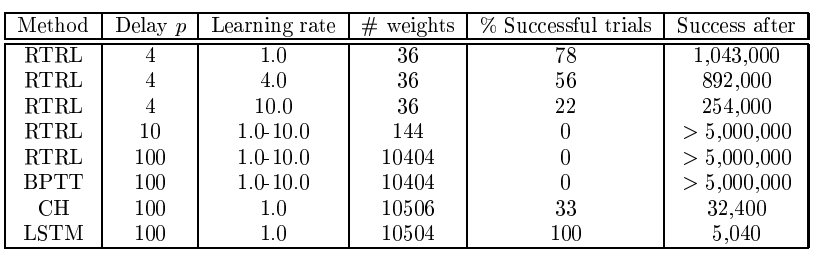 Method Delay p Learning rate # weights % Successful trials Success after
RTRL 4 1.0 36 78 1,043,000
RTRL 4 4.0 36 56 892,000
RTRL 4 10.0 36 22 254,000
RTRL 10 1.0-10.0 144 0 > 5,000,000
RTRL 100 1.0-10.0 10404 0 > 5,000,000
BPTT 100 1.0-10.0 10404 0 > 5,000,000
CH 100 1.0 10506 33 32,400
LSTM 100 1.0 10504 100 5,040